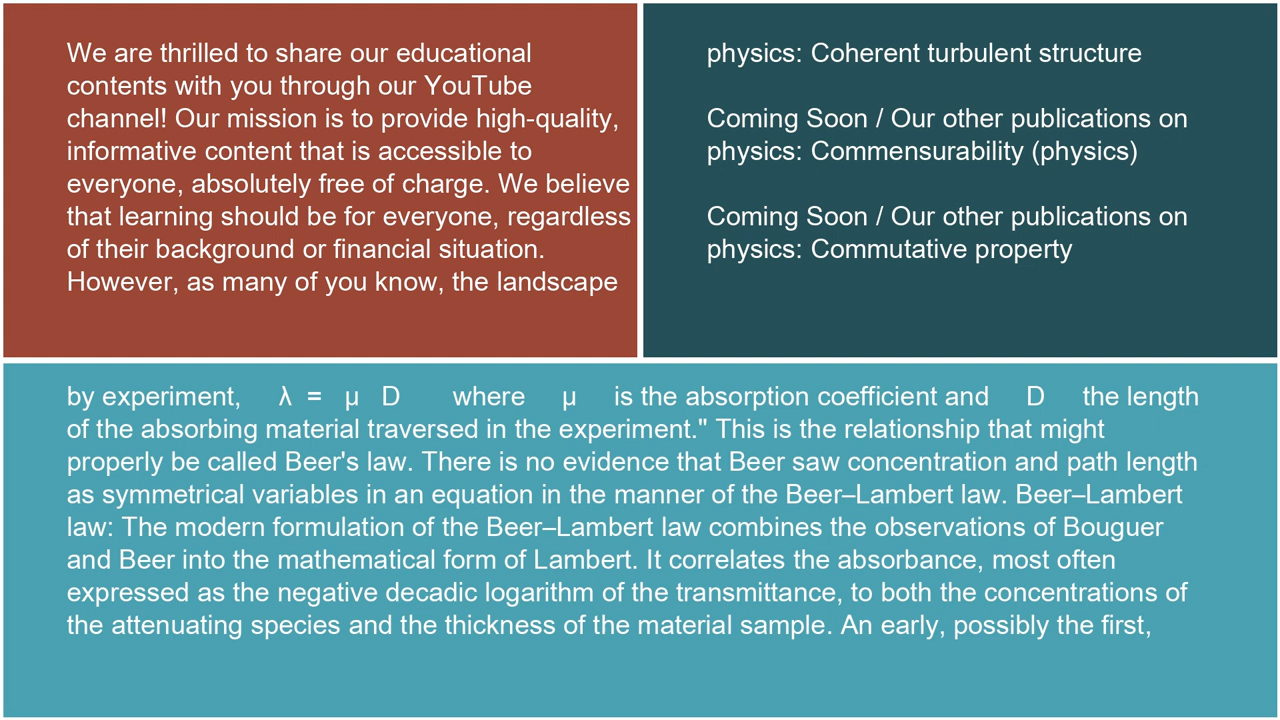 We are thrilled to share our educational
contents with you through our YouTube
channel! Our mission is to provide high-quality,
informative content that is accessible to
everyone, absolutely free of charge. We believe
that learning should be for everyone, regardless
of their background or financial situation.
However, as many of you know, the landscape
physics: Coherent turbulent structure
Coming Soon / Our other publications on
physics: Commensurability (physics)
Coming Soon / Our other publications on
physics: Commutative property
by experiment, λ = μ D where μ is the absorption coefficient and D the length
of the absorbing material traversed in the experiment." This is the relationship that might
properly be called Beer's law. There is no evidence that Beer saw concentration and path length
as symmetrical variables in an equation in the manner of the Beer–Lambert law. Beer–Lambert
law: The modern formulation of the Beer–Lambert law combines the observations of Bouguer
and Beer into the mathematical form of Lambert. It correlates the absorbance, most often
expressed as the negative decadic logarithm of the transmittance, to both the concentrations of
the attenuating species and the thickness of the material sample. An early, possibly the first,